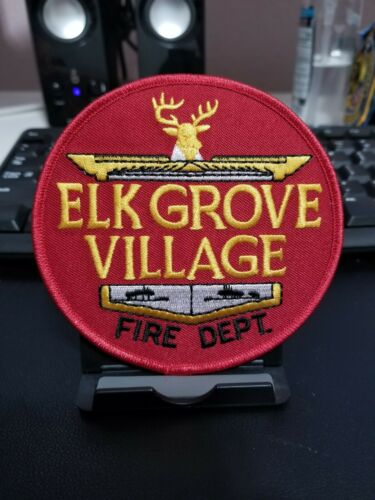 ELK GROVE
VILLAGE
FIRE DEPT.